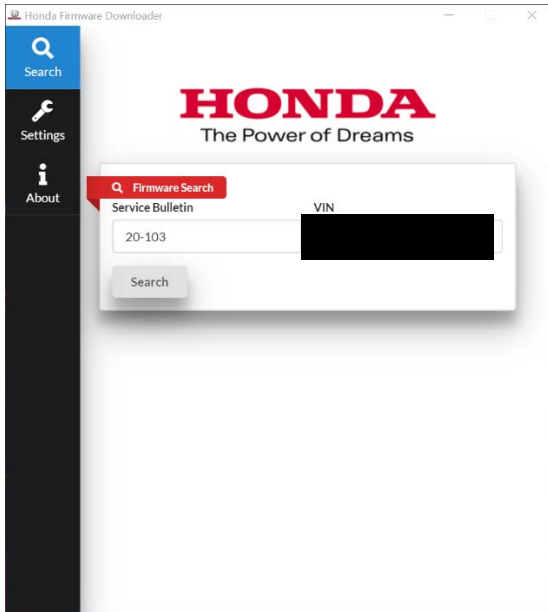 Honda Firmware Downloader
Search
Settings
About
HONDA
The Power of Dreams
Firmware Search
Service Bulletin VIN
20-103
Search